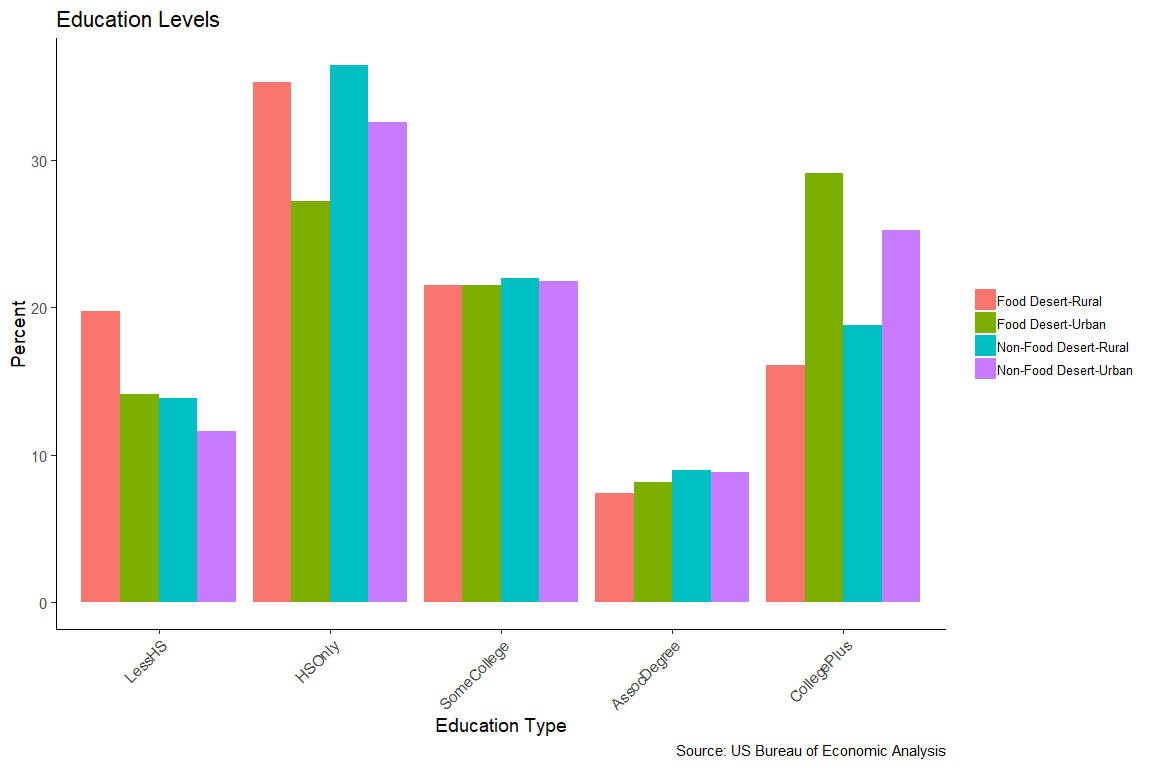 Education Levels
Percent
30
20
10
0
LessHS
HSOnly
SomeCollege
AssocDegree
CollegePlus
Education Type
Food Desert-Rural
Food Desert-Urban
Non-Food Desert-Rural
Non-Food Desert-Urban
Source: US Bureau of Economic Analysis